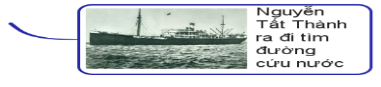 Nguyễn
Tất Thành
ra đi tìm
đường
cứu nước